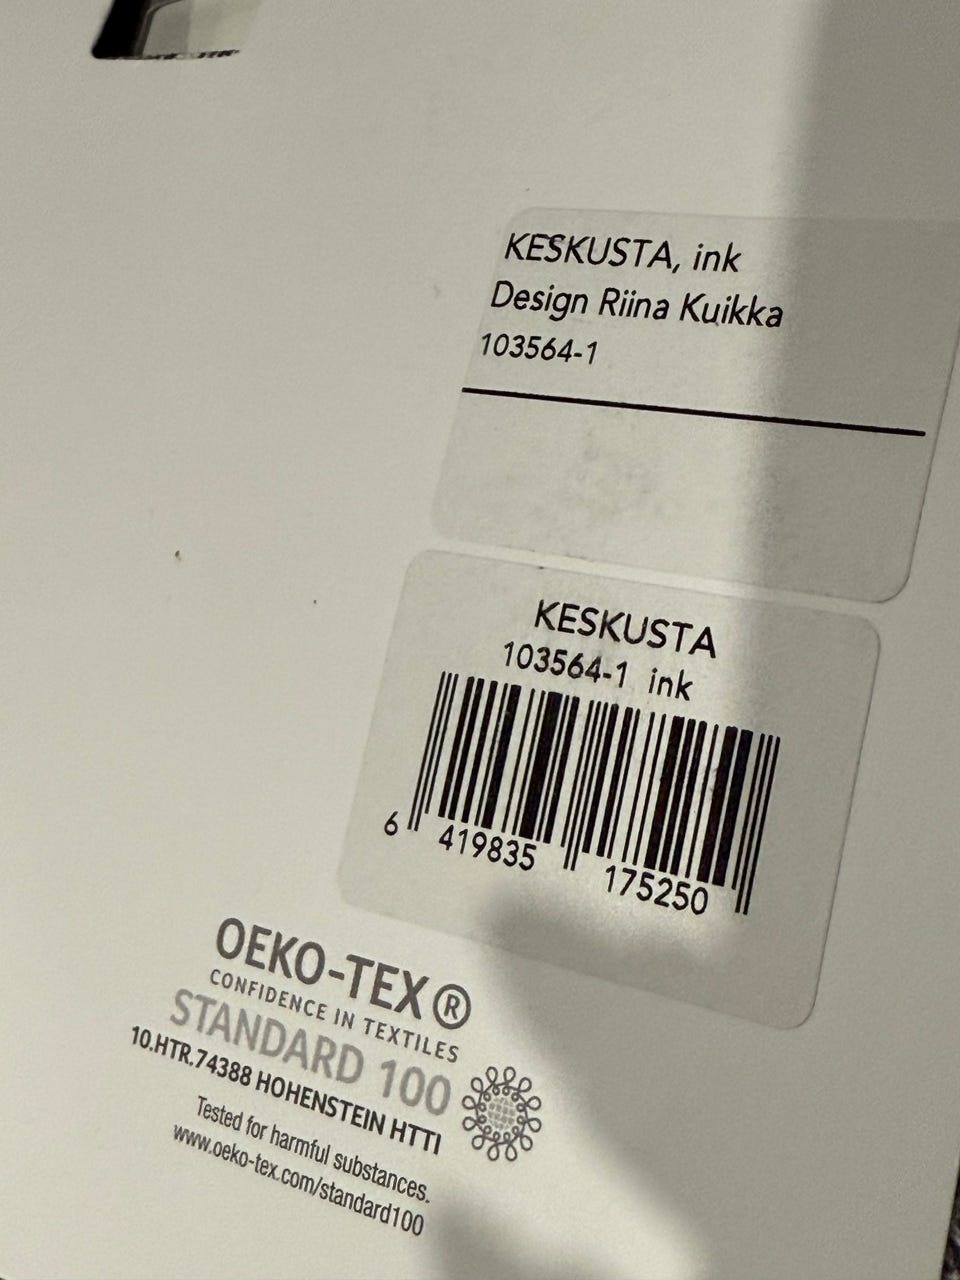 KESKUSTA, ink
Design Riina Kuikka
103564-1
KESKUSTA
103564-1 ink
6 419835 175250
OEKO-TEX®
CONFIDENCE IN TEXTILES
STANDARD 100
10.HTR.74388 HOHENSTEIN HTTI
Tested for harmful substances.
www.oeko-tex.com/standard100